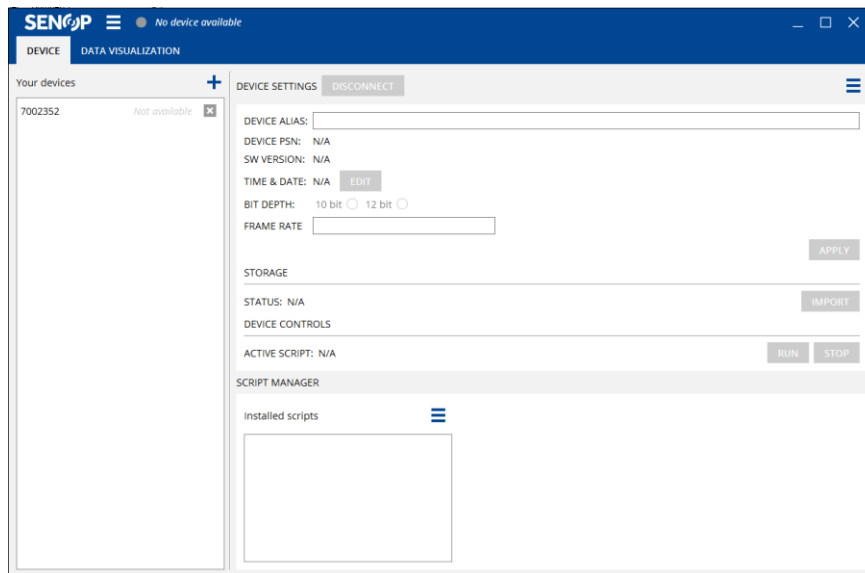 SENOP No device available
DEVICE DATA VISUALIZATION
Your devices
7002352 Not available
DEVICE SETTINGS DISCONNECT
DEVICE ALIAS:
DEVICE PSN: N/A
SW VERSION: N/A
TIME & DATE: N/A EDIT
BIT DEPTH: 10 bit 12 bit
FRAME RATE
APPLY
STORAGE
STATUS: N/A IMPORT
DEVICE CONTROLS
ACTIVE SCRIPT: N/A RUN STOP
SCRIPT MANAGER
Installed scripts